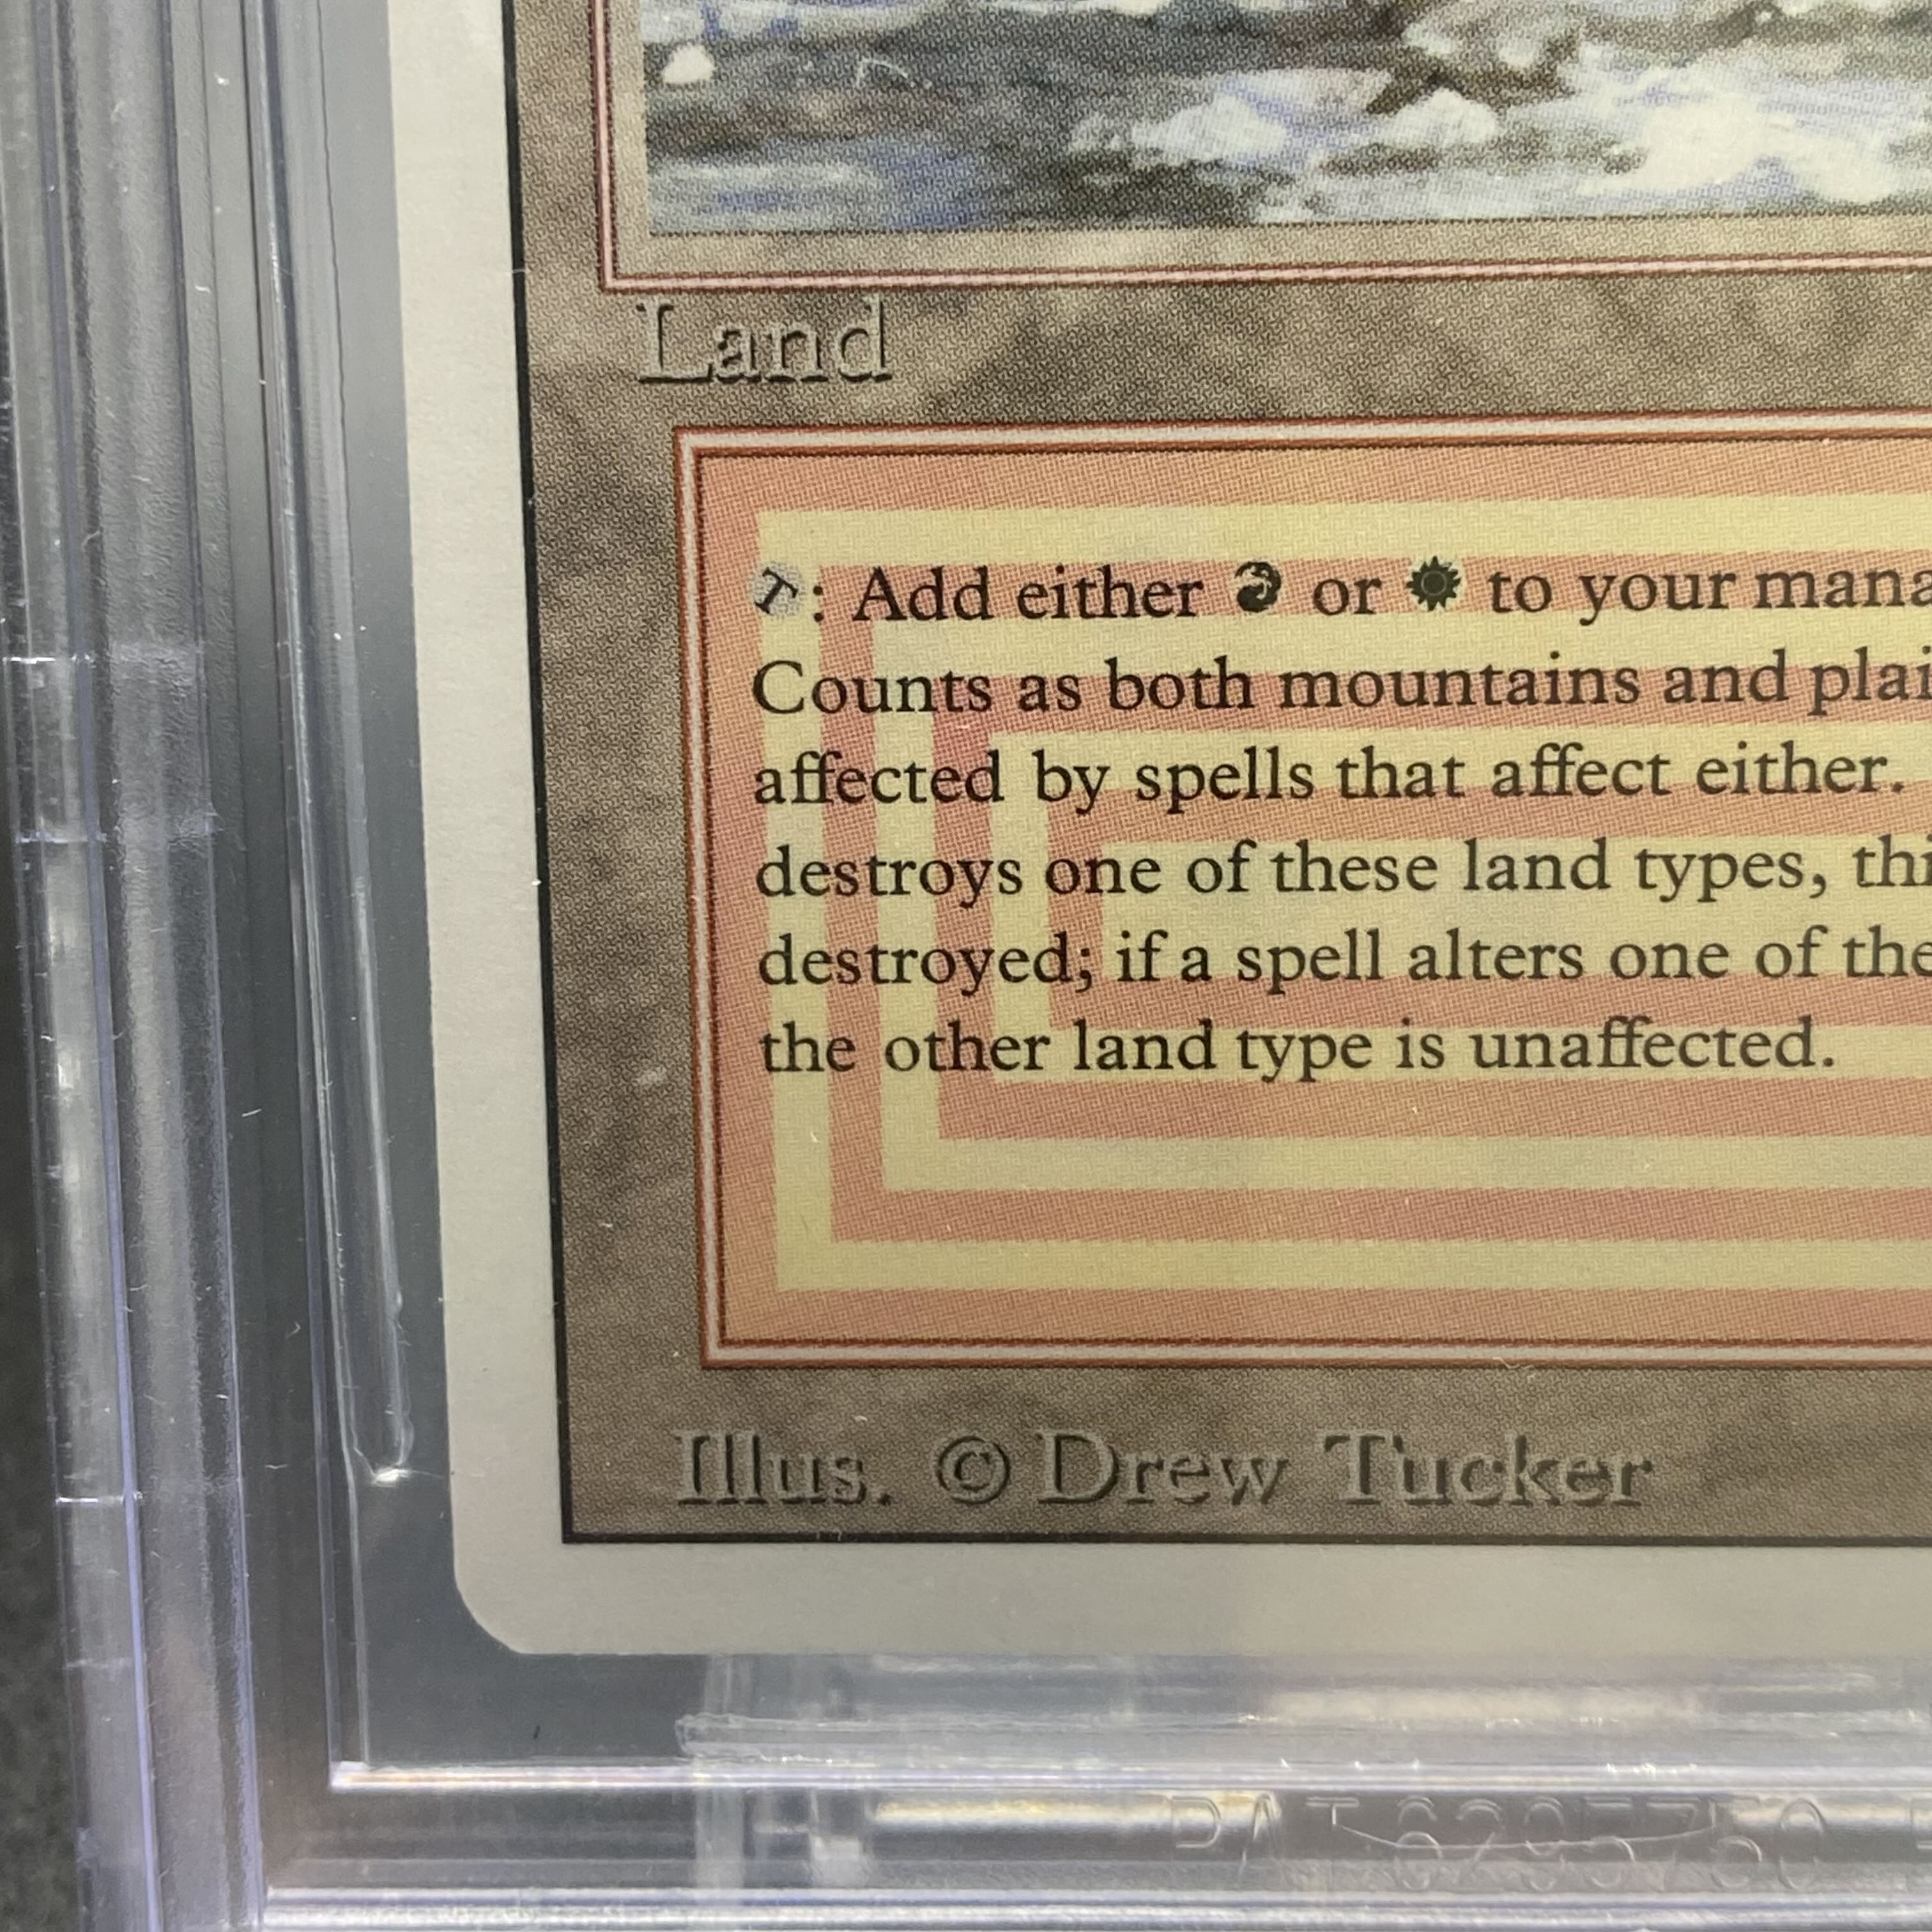 Land
T: Add either or to your mana
Counts as both mountains and plai
affected by spells that affect either.
destroys one of these land types, thi
destroyed; if a spell alters one of the
the other land type is unaffected.
Illus. © Drew Tucker
PAT 6295750